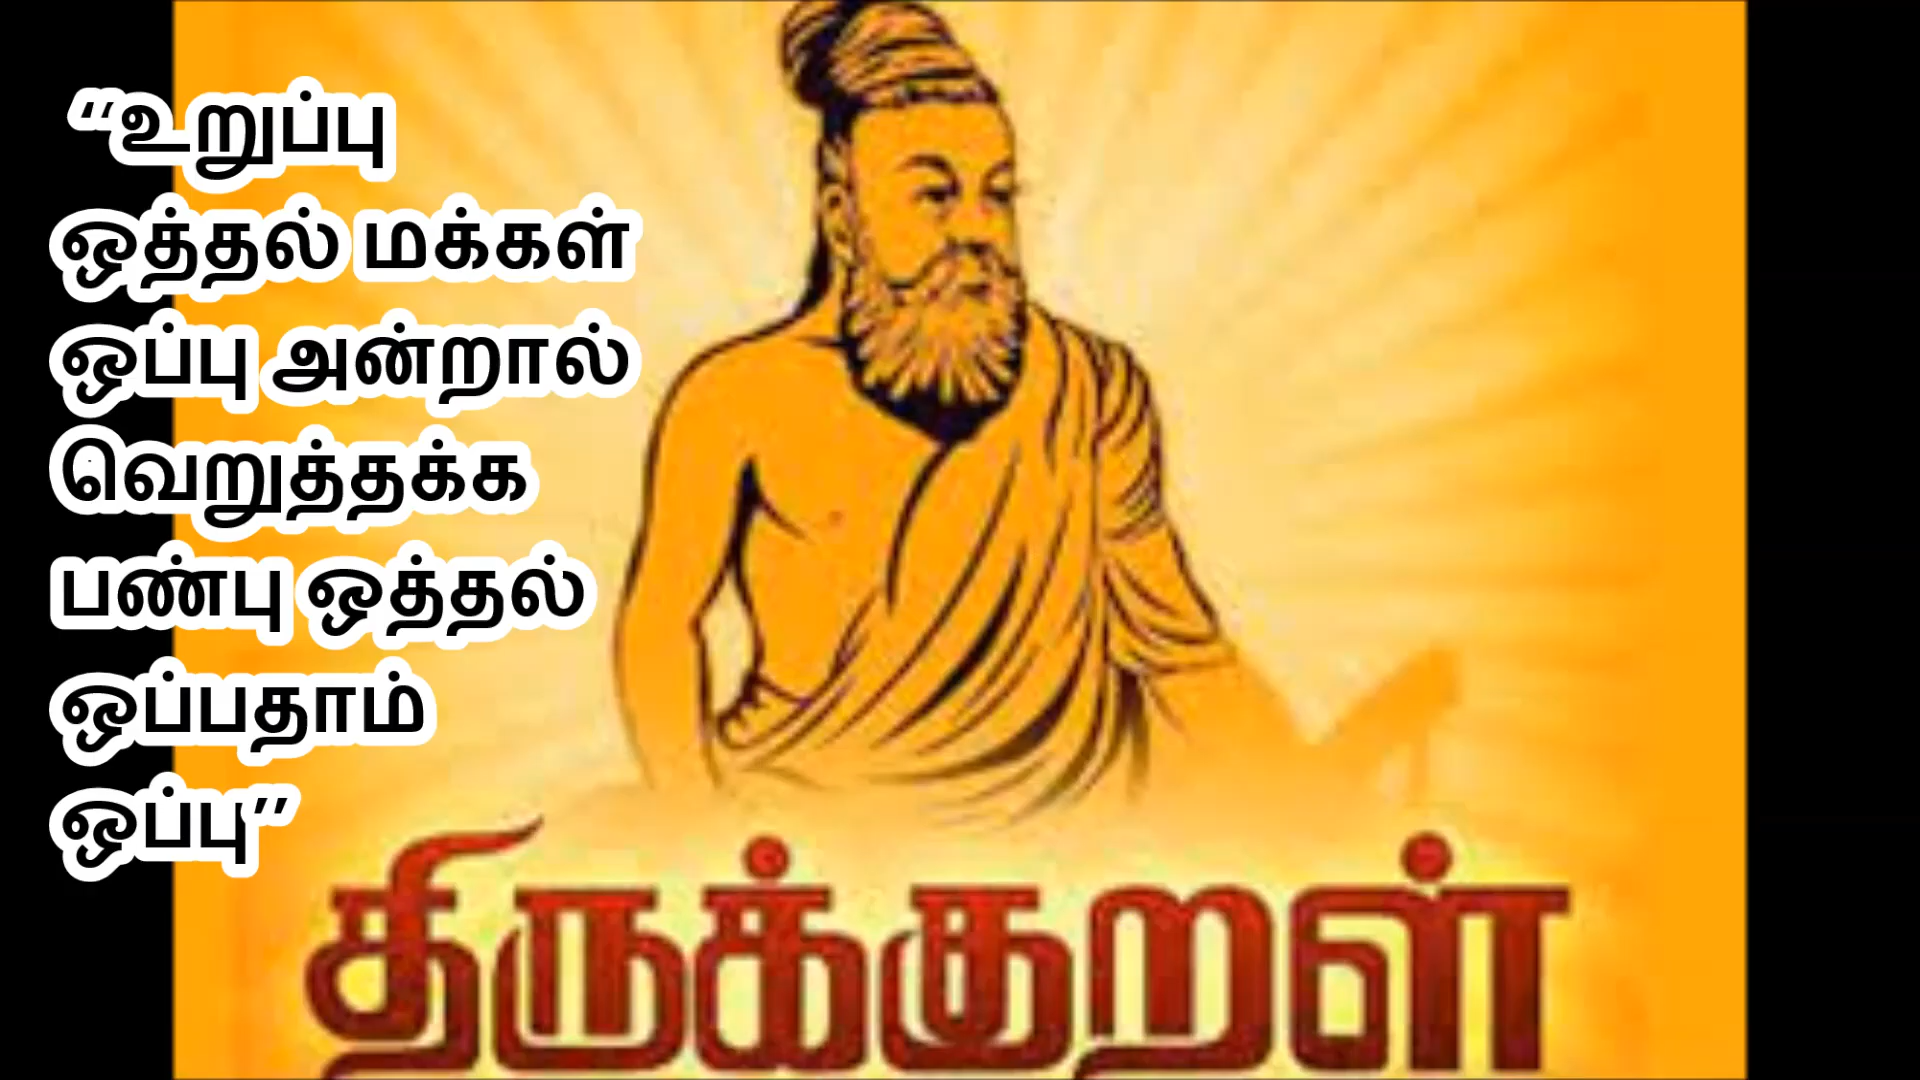 “உறுப்பு
ஒத்தல் மக்கள்
ஒப்பு அன்றால்
வெறுத்தக்க
பண்பு ஒத்தல்
ஒப்பதாம்
ஒப்பு”
திருக்குறள்